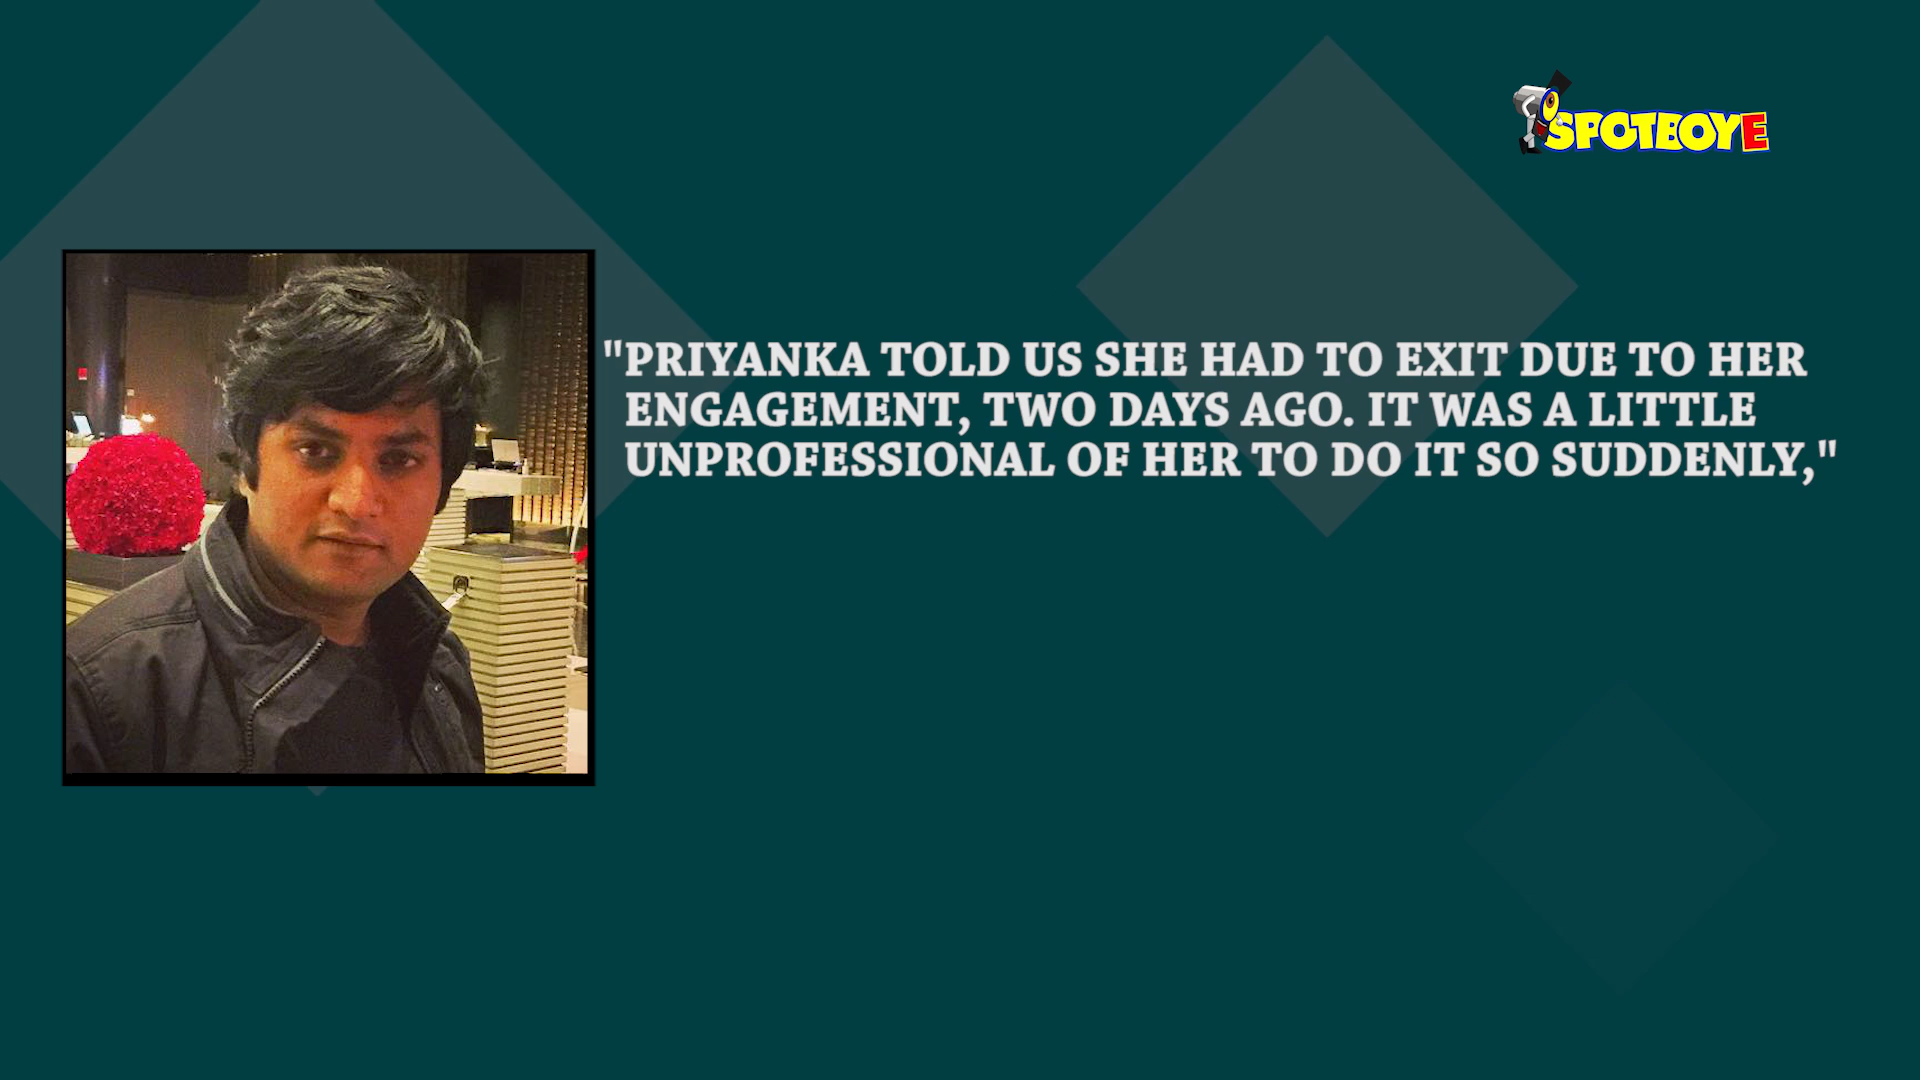 SPOTBOYE
"PRIYANKA TOLD US SHE HAD TO EXIT DUE TO HER
ENGAGEMENT, TWO DAYS AGO. IT WAS A LITTLE
UNPROFESSIONAL OF HER TO DO IT SO SUDDENLY,"